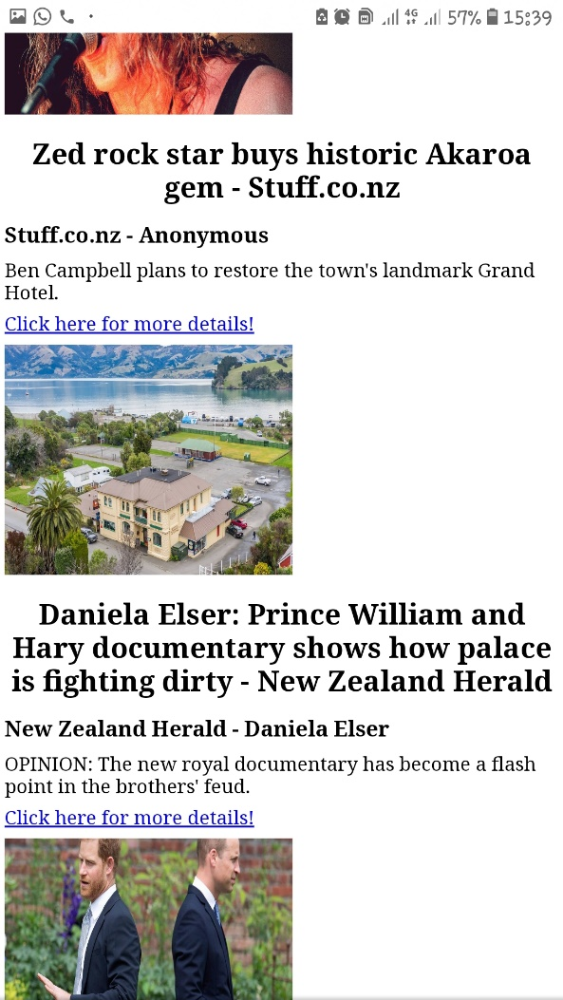 4G 57% 15:39
Zed rock star buys historic Akaroa
gem - Stuff.co.nz
Stuff.co.nz - Anonymous
Ben Campbell plans to restore the town's landmark Grand
Hotel.
Click here for more details!
Daniela Elser: Prince William and
Hary documentary shows how palace
is fighting dirty - New Zealand Herald
New Zealand Herald - Daniela Elser
OPINION: The new royal documentary has become a flash
point in the brothers' feud.
Click here for more details!